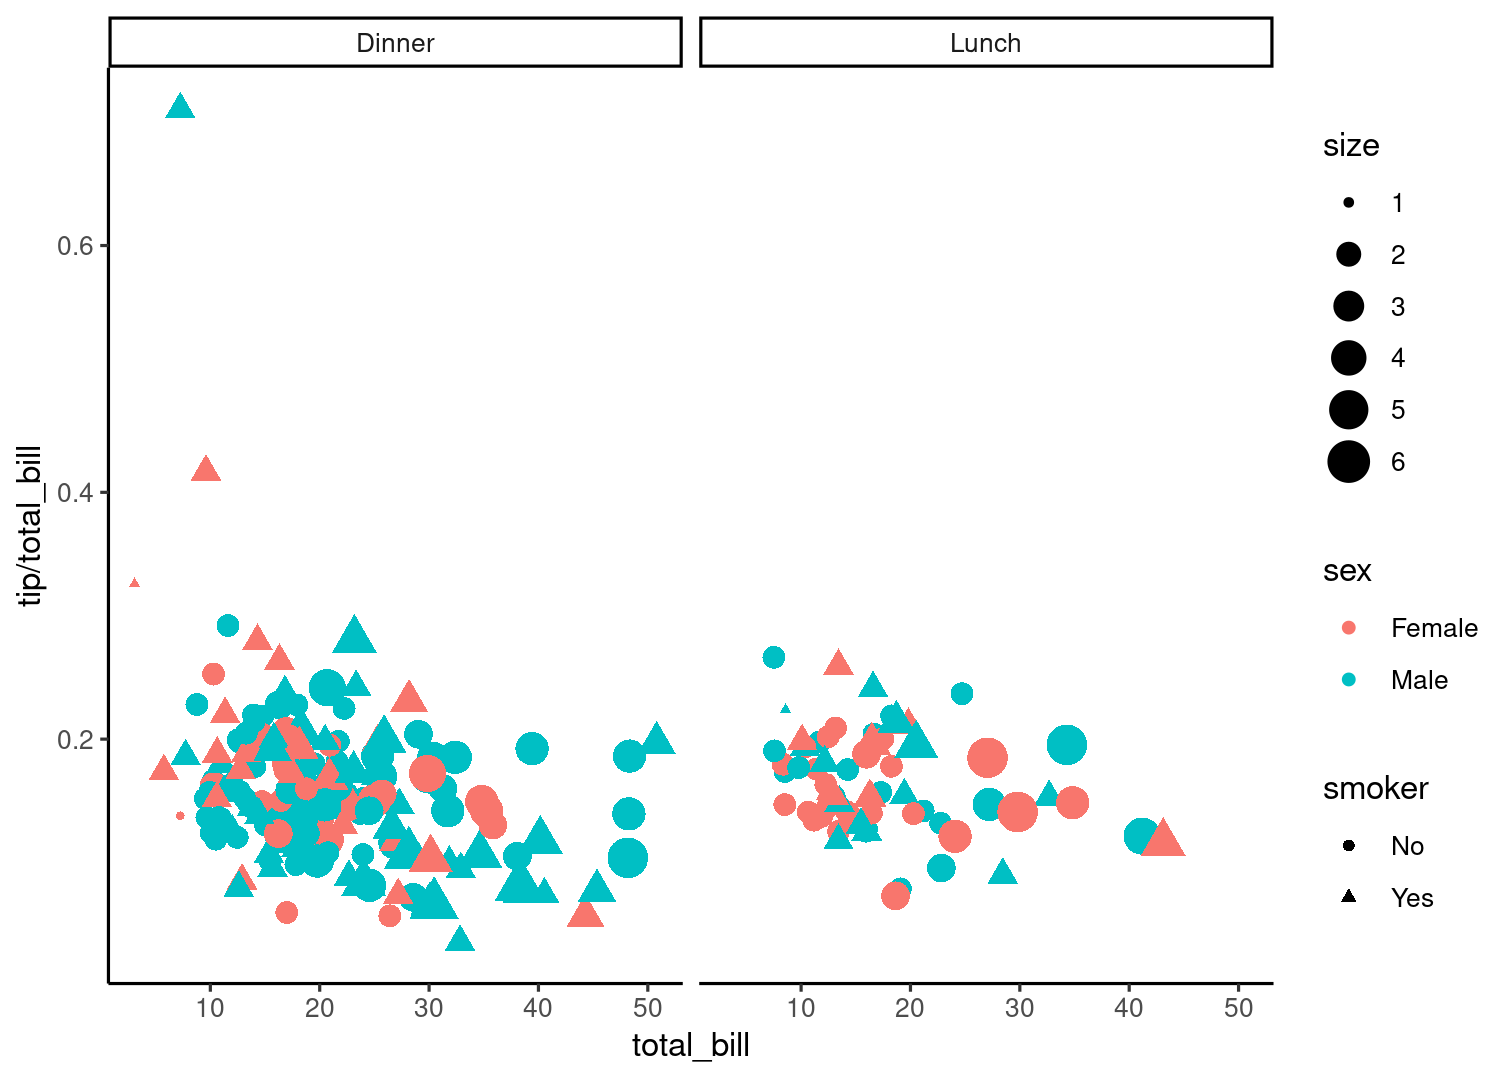 Dinner
Lunch
tip/total_bill
0.6
0.4
0.2
10 20 30 40 50
10 20 30 40 50
total_bill
size
1
2
3
4
5
6
sex
Female
Male
smoker
No
Yes